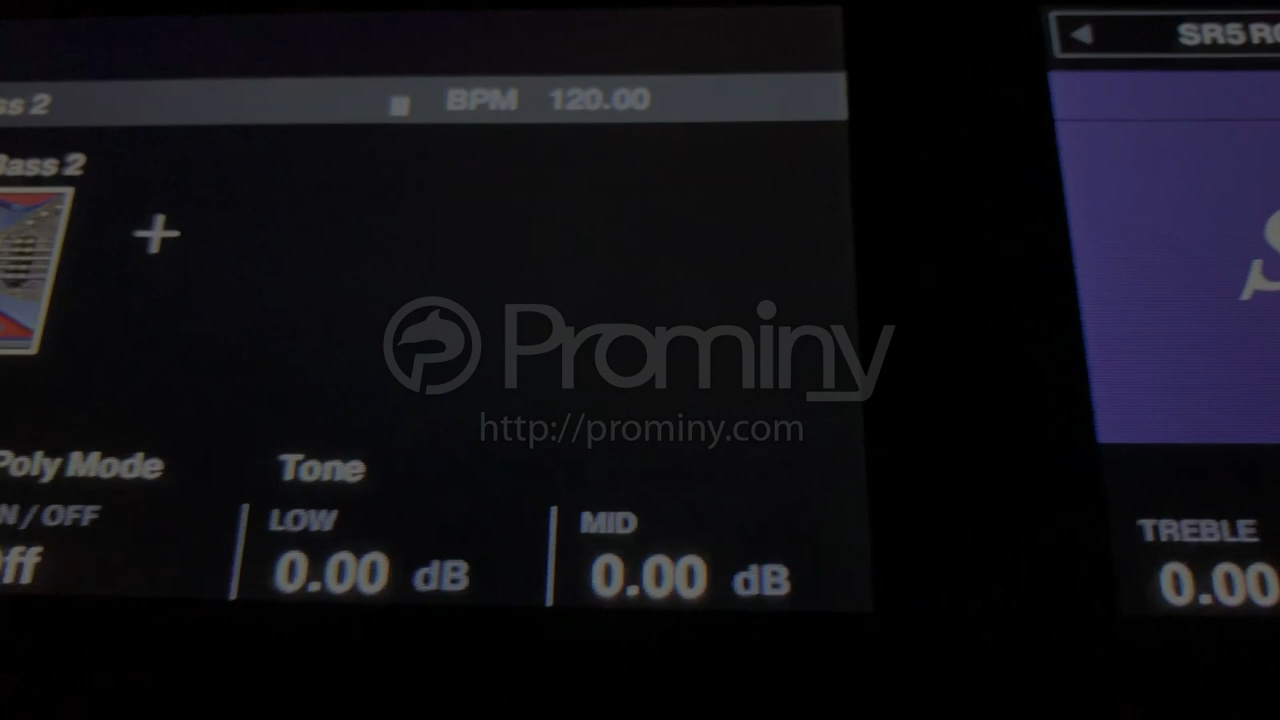 ss 2
BPM 120.00
Bass 2
+
Prominy
http://prominy.com
Poly Mode
Tone
N / OFF
LOW
MID
ff
0.00 dB
0.00 dB
SR5 RO
S
TREBLE
0.00